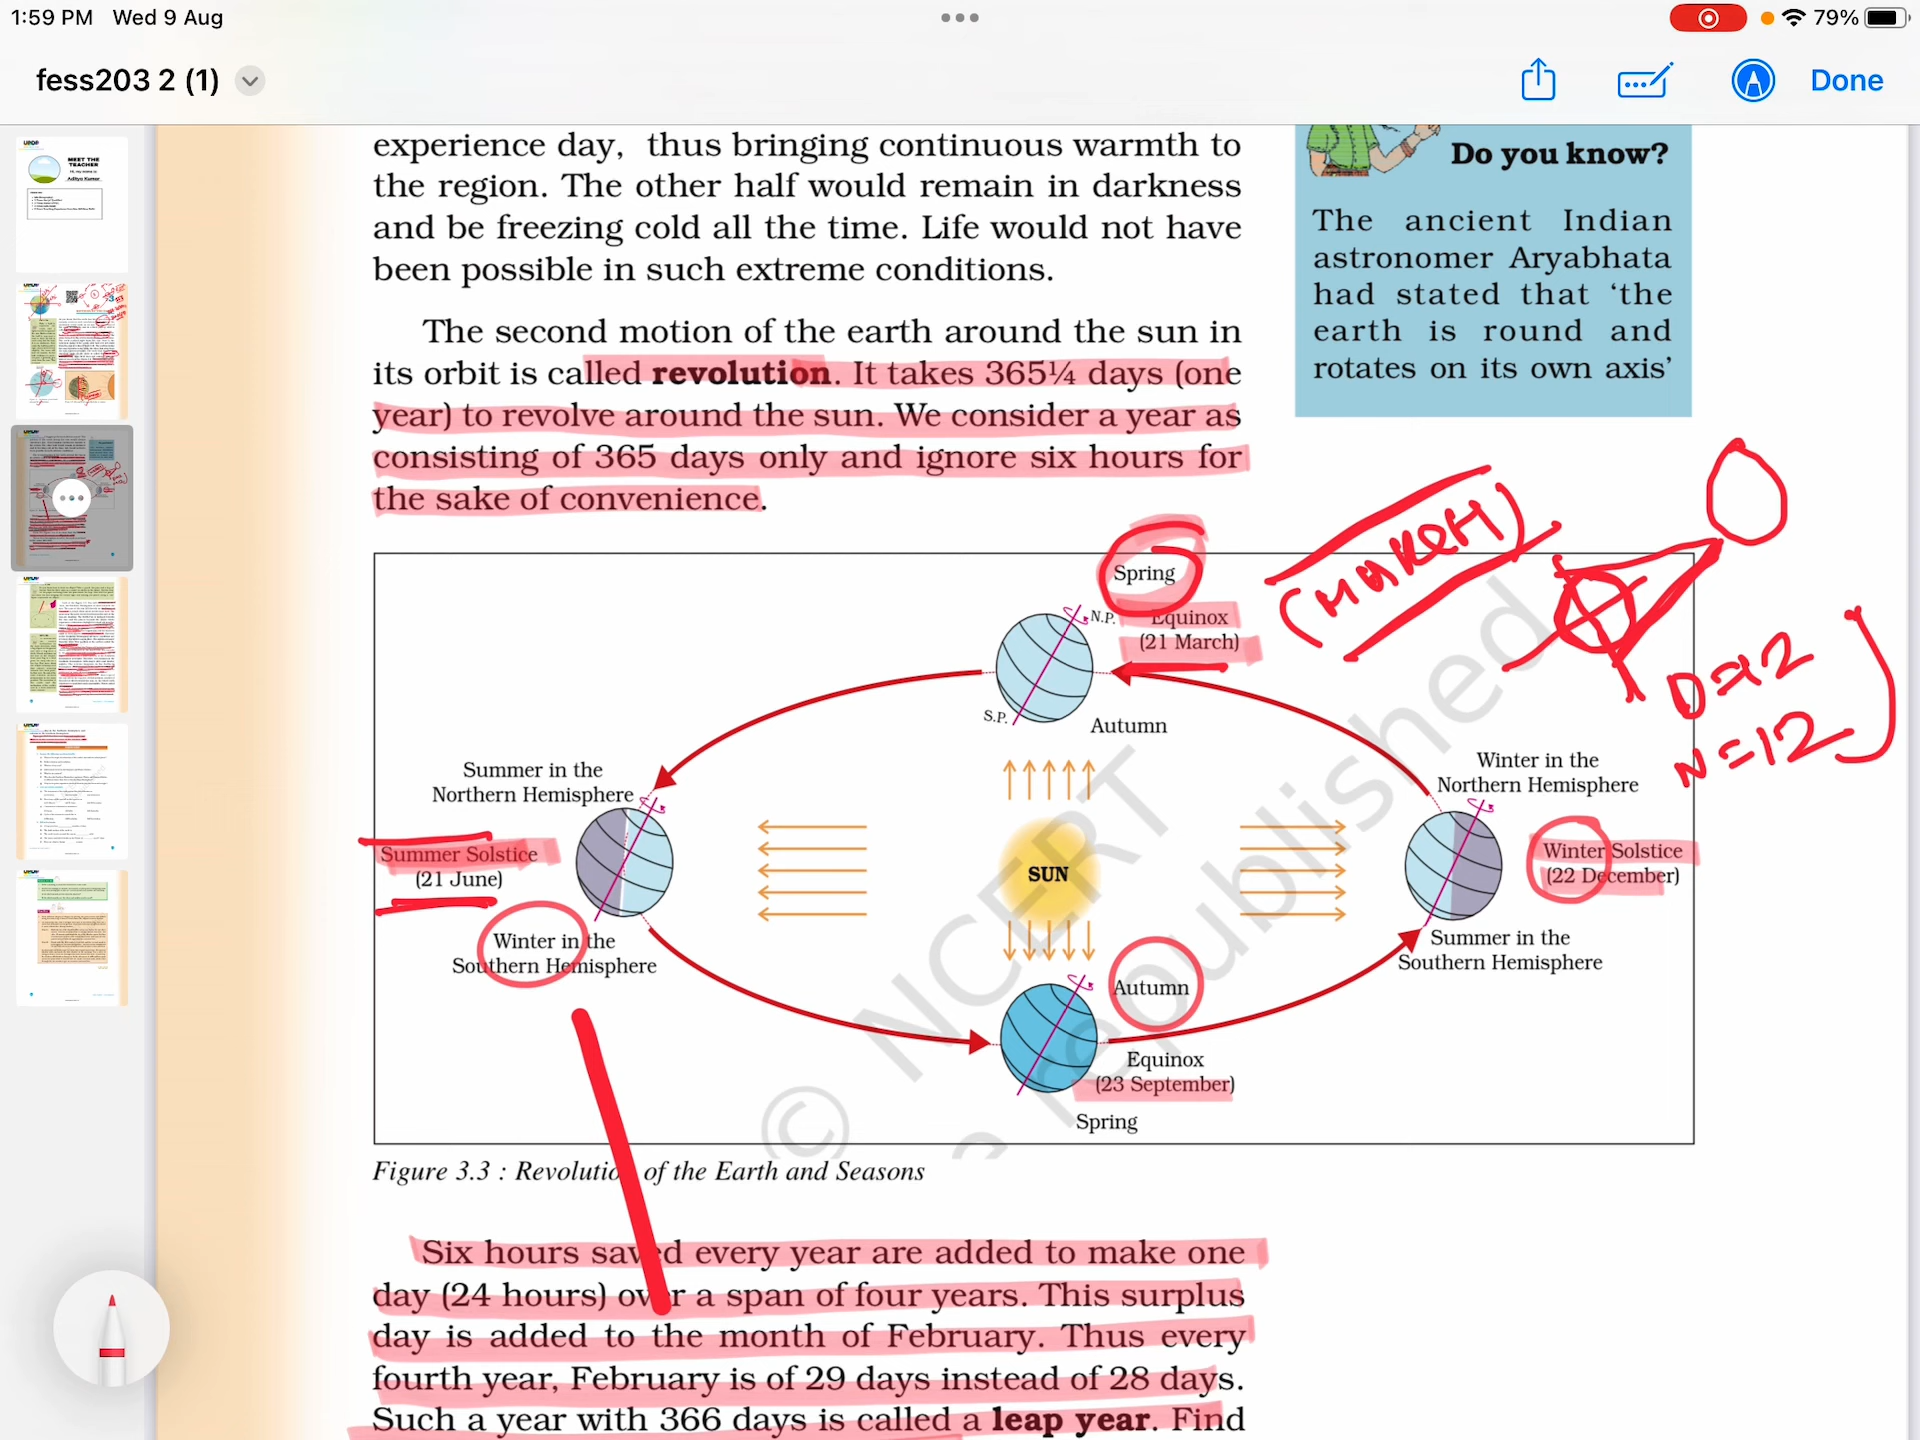 1:59 PM Wed 9 Aug
79%
fess203 2 (1)
Done
MEET THE
TEACHER
Aditya Kumar
experience day, thus bringing continuous warmth to
the region. The other half would remain in darkness
and be freezing cold all the time. Life would not have
been possible in such extreme conditions.
The second motion of the earth around the sun in
its orbit is called revolution. It takes 365¼ days (one
year) to revolve around the sun. We consider a year as
consisting of 365 days only and ignore six hours for
the sake of convenience.
Do you know?
The ancient Indian
astronomer Aryabhata
had stated that ‘the
earth is round and
rotates on its own axis’
(MARCH)
D=12
N=12
Spring
N.P.
Equinox
(21 March)
S.P.
Autumn
Summer in the
Northern Hemisphere
Summer Solstice
(21 June)
Winter in the
Southern Hemisphere
SUN
Winter in the
Northern Hemisphere
Winter Solstice
(22 December)
Summer in the
Southern Hemisphere
Autumn
Equinox
(23 September)
Spring
© NCERT
republished
Figure 3.3 : Revolutio of the Earth and Seasons
Six hours saved every year are added to make one
day (24 hours) over a span of four years. This surplus
day is added to the month of February. Thus every
fourth year, February is of 29 days instead of 28 days.
Such a year with 366 days is called a leap year. Find